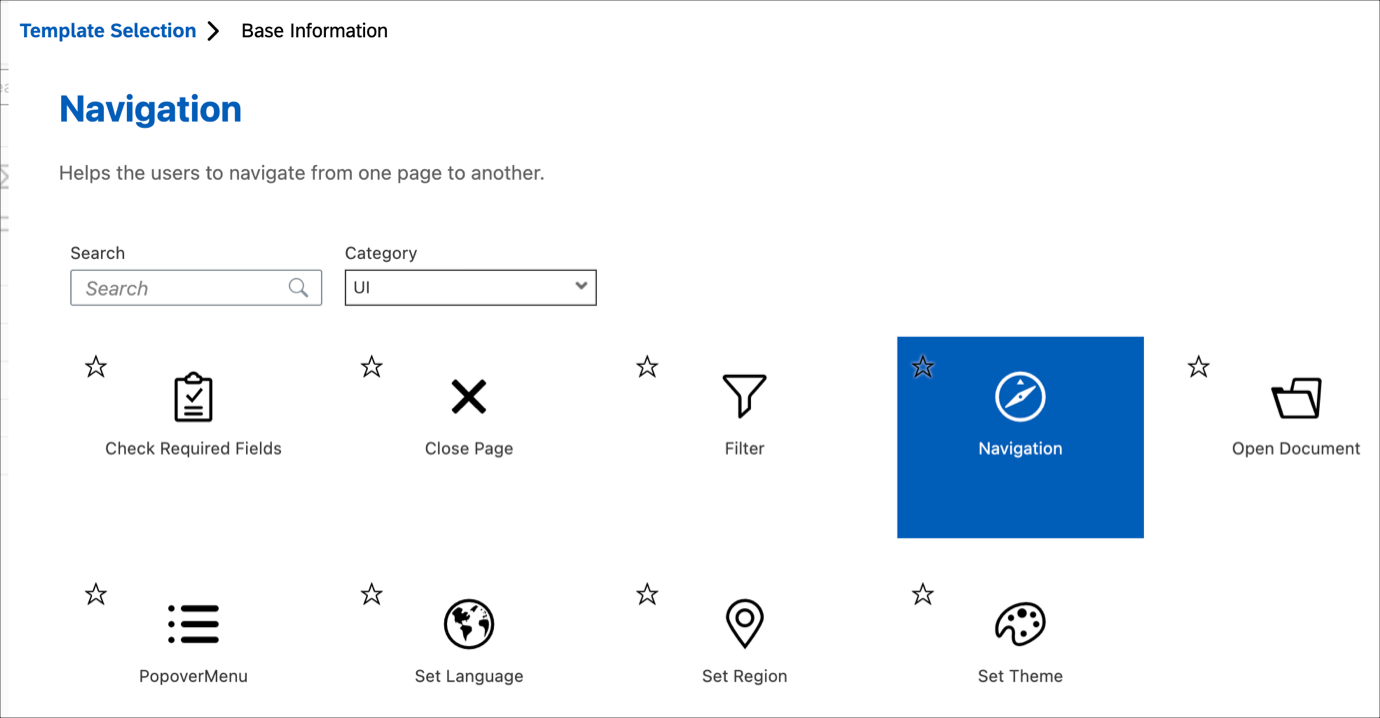 Template Selection Base Information
Navigation
Helps the users to navigate from one page to another.
Search Category
Search UI
Check Required Fields Close Page Filter Navigation Open Document
PopoverMenu Set Language Set Region Set Theme